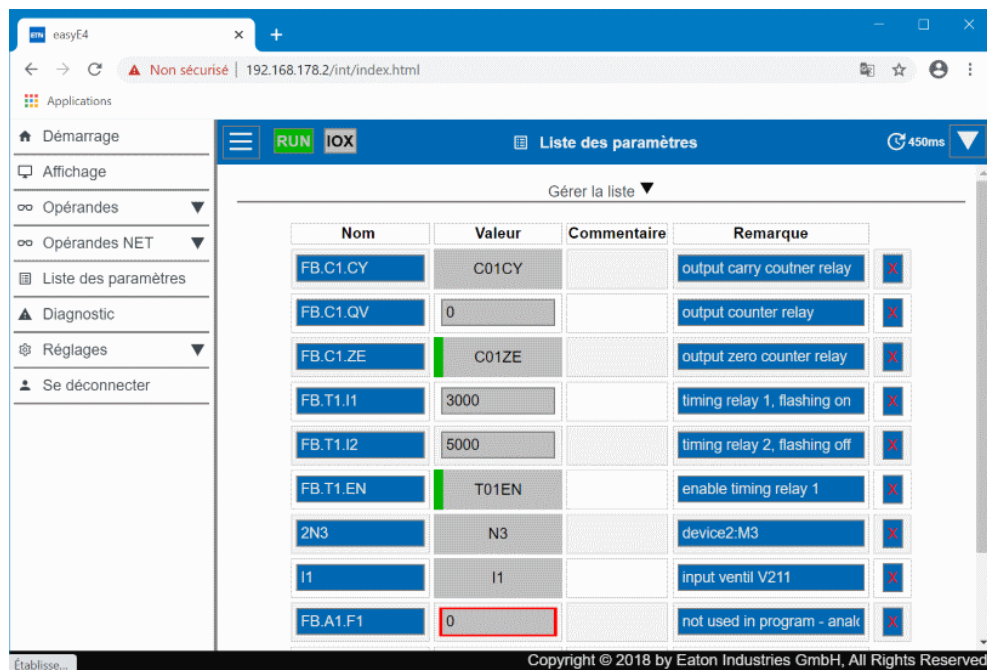 ETN easyE4
Non sécurisé | 192.168.178.2/int/index.html
Applications
Démarrage
Affichage
Opérandes
Opérandes NET
Liste des paramètres
Diagnostic
Réglages
Se déconnecter
RUN IOX Liste des paramètres 450ms
Gérer la liste
Nom Valeur Commentaire Remarque
FB.C1.CY C01CY output carry coutner relay X
FB.C1.QV 0 output counter relay X
FB.C1.ZE C01ZE output zero counter relay X
FB.T1.I1 3000 timing relay 1, flashing on X
FB.T1.I2 5000 timing relay 2, flashing off X
FB.T1.EN T01EN enable timing relay 1 X
2N3 N3 device2:M3 X
I1 I1 input ventil V211 X
FB.A1.F1 0 not used in program - analo X
Établisse...
Copyright © 2018 by Eaton Industries GmbH, All Rights Reserved